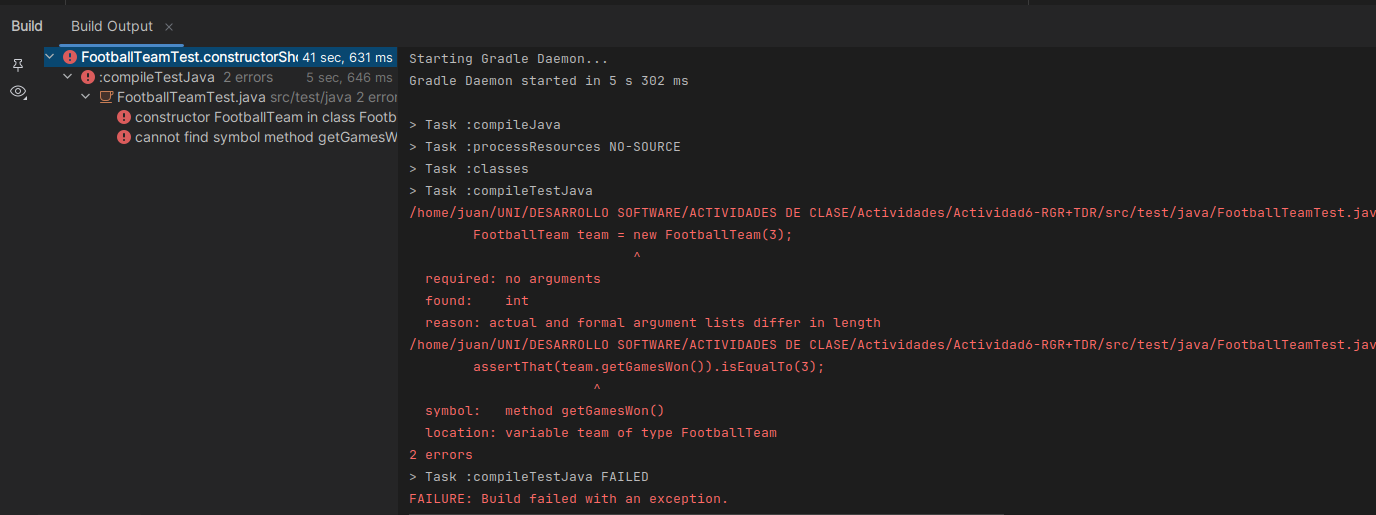 Build
Build Output
FootballTeamTest.constructorSho 41 sec, 631 ms
:compileTestJava 2 errors 5 sec, 646 ms
FootballTeamTest.java src/test/java 2 error
constructor FootballTeam in class Footb
cannot find symbol method getGamesW
Starting Gradle Daemon...
Gradle Daemon started in 5 s 302 ms
> Task :compileJava
> Task :processResources NO-SOURCE
> Task :classes
> Task :compileTestJava
/home/juan/UNI/DESARROLLO SOFTWARE/ACTIVIDADES DE CLASE/Actividades/Actividad6-RGR+TDR/src/test/java/FootballTeamTest.jav
FootballTeam team = new FootballTeam(3);
^
required: no arguments
found: int
reason: actual and formal argument lists differ in length
/home/juan/UNI/DESARROLLO SOFTWARE/ACTIVIDADES DE CLASE/Actividades/Actividad6-RGR+TDR/src/test/java/FootballTeamTest.jav
assertThat(team.getGamesWon()).isEqualTo(3);
^
symbol: method getGamesWon()
location: variable team of type FootballTeam
2 errors
> Task :compileTestJava FAILED
FAILURE: Build failed with an exception.